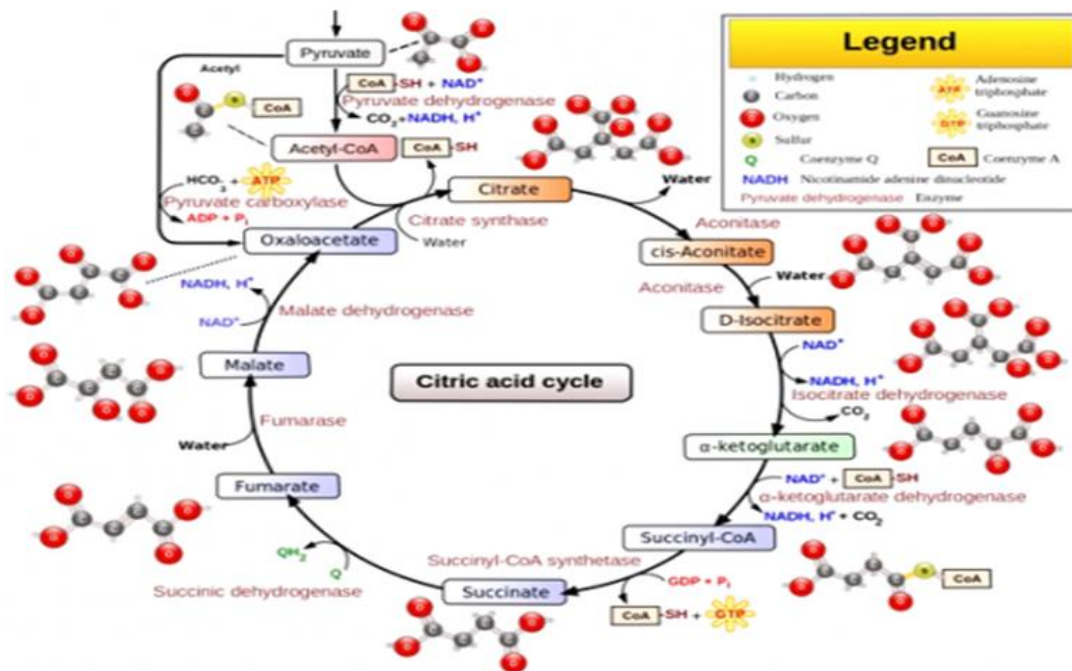 Pyruvate
Acetyl
CoA -SH + NAD⁺
Pyruvate dehydrogenase
CO₂ + NADH, H⁺
S CoA
Acetyl-CoA
CoA -SH
HCO₃⁻ + ATP
Pyruvate carboxylase
ADP + Pᵢ
Oxaloacetate
Citrate synthase
Water
Citrate
Water
Aconitase
cis-Aconitate
Aconitase
Water
D-Isocitrate
NAD⁺
NADH, H⁺
Isocitrate dehydrogenase
CO₂
α-ketoglutarate
NAD⁺ + CoA -SH
α-ketoglutarate dehydrogenase
NADH, H⁺ + CO₂
Succinyl-CoA
S CoA
Succinyl-CoA synthetase
GDP + Pᵢ
CoA -SH + GTP
Succinate
QH₂
Q
Succinic dehydrogenase
Fumarate
Water
Fumarase
Malate
NADH, H⁺
NAD⁺
Malate dehydrogenase
Citric acid cycle
Legend
Hydrogen
Carbon
Oxygen
Sulfur
Q Coenzyme Q
NADH Nicotinamide adenine dinucleotide
Pyruvate dehydrogenase Enzyme
ATP Adenosine
triphosphate
GTP Guanosine
triphosphate
CoA Coenzyme A